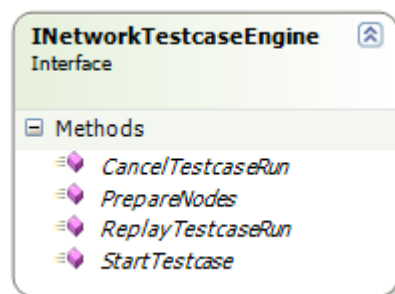 INetworkTestcaseEngine
Interface
Methods
CancelTestcaseRun
PrepareNodes
ReplayTestcaseRun
StartTestcase